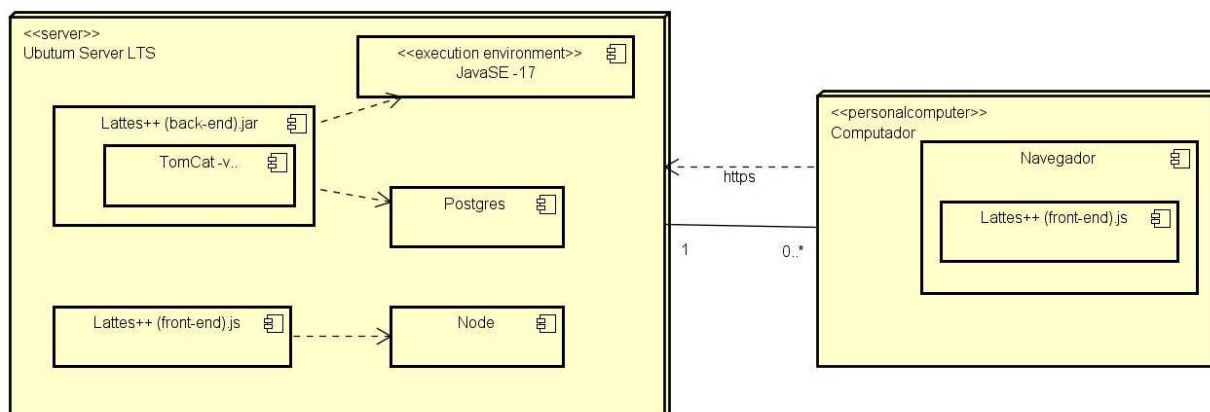 <<server>>
Ubutum Server LTS
<<execution environment>>
JavaSE -17
Lattes++ (back-end).jar
TomCat -v..
Postgres
Lattes++ (front-end).js
Node
https
1
0..*
<<personalcomputer>>
Computador
Navegador
Lattes++ (front-end).js